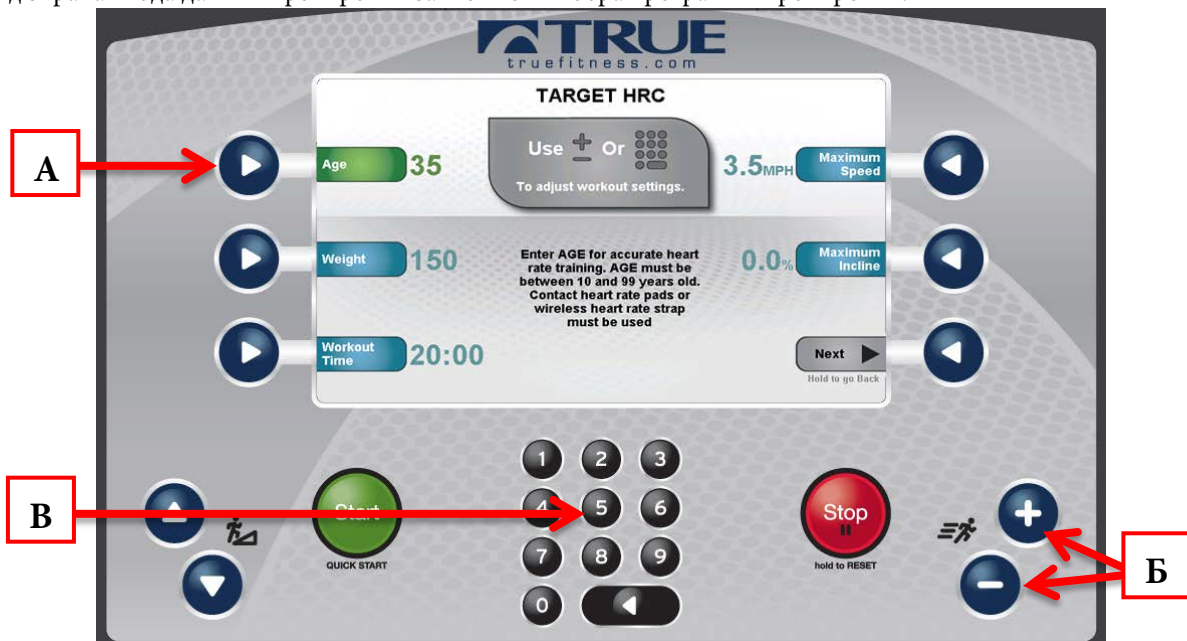 TRUE
truefitness.com
TARGET HRC
Use + - Or
To adjust workout settings.
А
Age 35
3.5MPH Maximum Speed
Weight 150
Enter AGE for accurate heart
rate training. AGE must be
between 10 and 99 years old.
Contact heart rate pads or
wireless heart rate strap
must be used
0.0% Maximum Incline
Workout Time 20:00
Next
Hold to go Back
1 2 3
В
Start
4 5 6
Stop
+
QUICK START
7 8 9
hold to RESET
-
Б
0